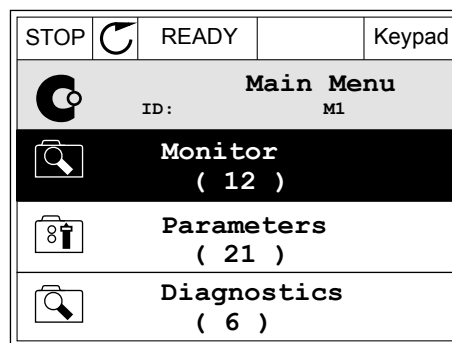 STOP READY Keypad
Main Menu
ID: M1
Monitor
( 12 )
Parameters
( 21 )
Diagnostics
( 6 )